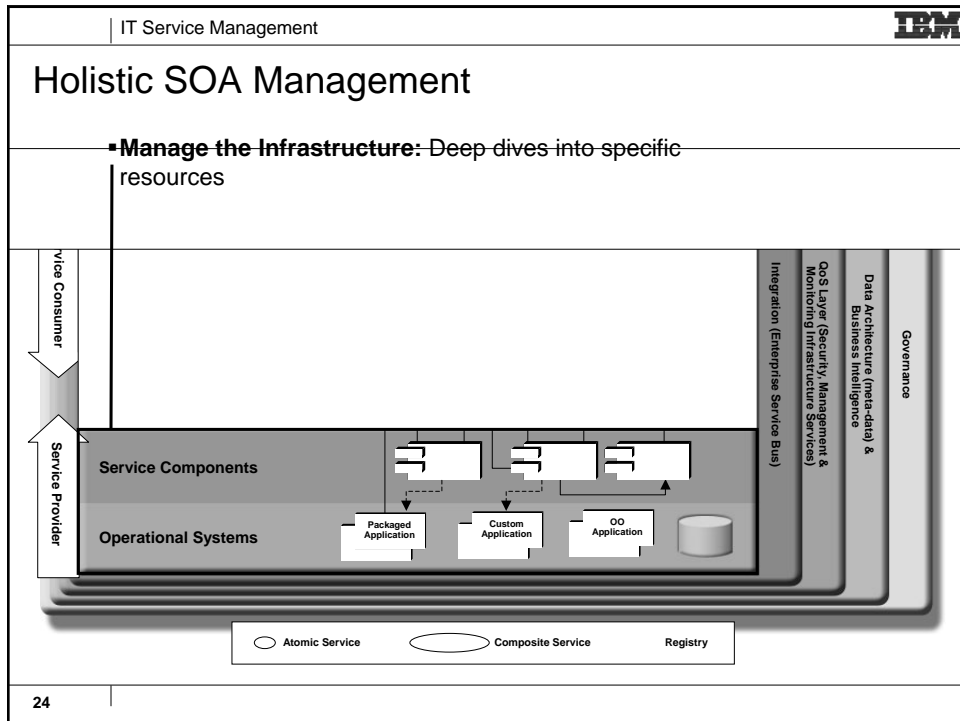 IT Service Management
IBM
Holistic SOA Management
▪Manage the Infrastructure: Deep dives into specific
resources
rvice Consumer
Service Provider
Service Components
Operational Systems
Packaged
Application
Custom
Application
OO
Application
Integration (Enterprise Service Bus)
QoS Layer (Security, Management &
Monitoring Infrastructure Services)
Data Architecture (meta-data) &
Business Intelligence
Governance
Atomic Service
Composite Service
Registry
24